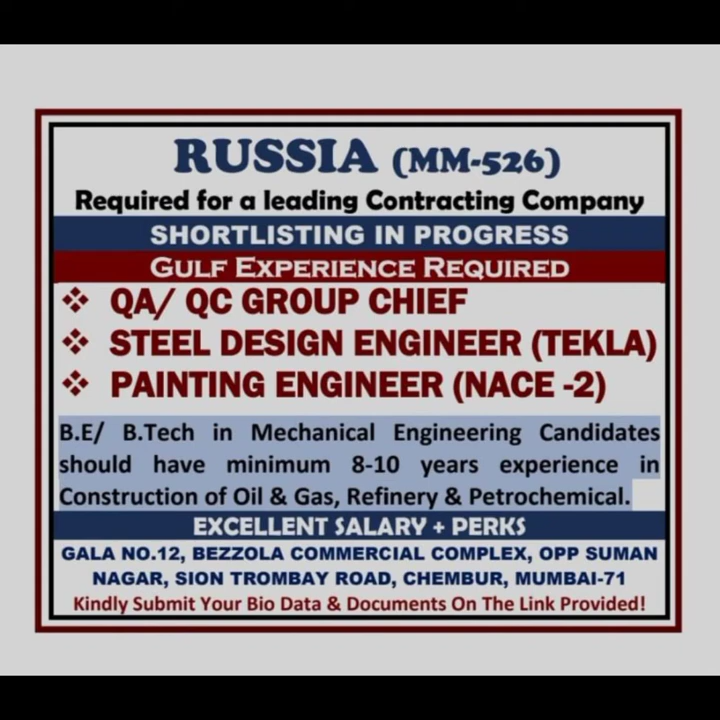 RUSSIA (MM-526)
Required for a leading Contracting Company
SHORTLISTING IN PROGRESS
GULF EXPERIENCE REQUIRED
❖ QA/ QC GROUP CHIEF
❖ STEEL DESIGN ENGINEER (TEKLA)
❖ PAINTING ENGINEER (NACE -2)
B.E/ B.Tech in Mechanical Engineering Candidates
should have minimum 8-10 years experience in
Construction of Oil & Gas, Refinery & Petrochemical.
EXCELLENT SALARY + PERKS
GALA NO.12, BEZZOLA COMMERCIAL COMPLEX, OPP SUMAN
NAGAR, SION TROMBAY ROAD, CHEMBUR, MUMBAI-71
Kindly Submit Your Bio Data & Documents On The Link Provided!